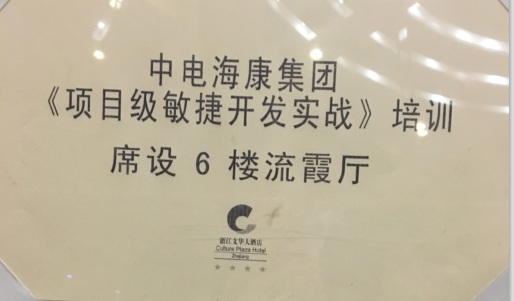 中电海康集团
《项目级敏捷开发实战》培训
席设 6 楼流霞厅
浙江文华大酒店
Culture Plaza Hotel
Zhejiang